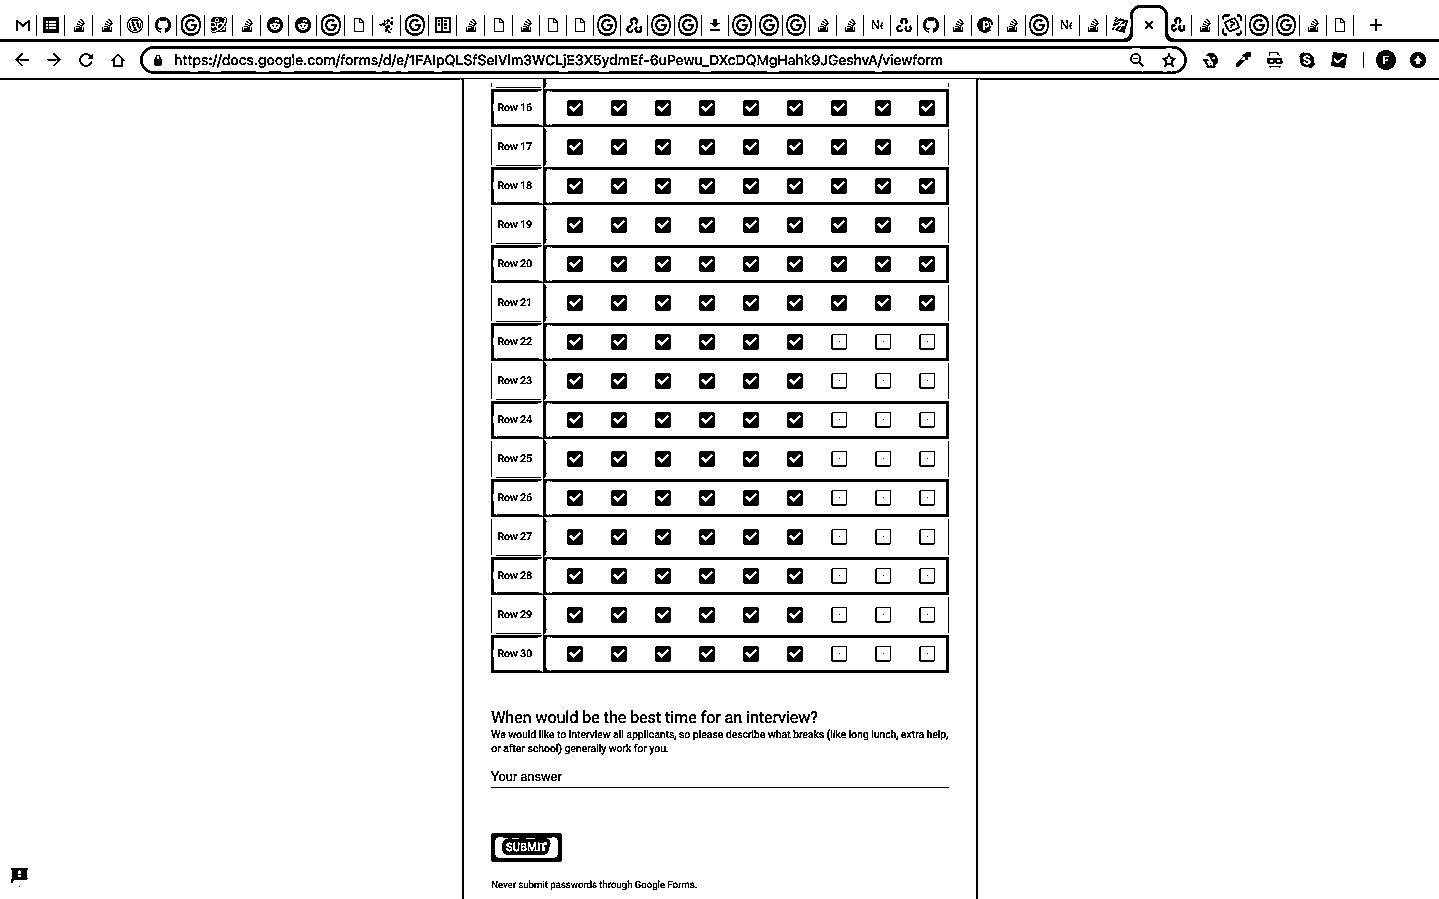 https://docs.google.com/forms/d/e/1FAIpQLSfSeIVlm3WCLjE3X5ydmEf-6uPewu_DXcDQMgHahk9JGeshvA/viewform
Row 16
Row 17
Row 18
Row 19
Row 20
Row 21
Row 22
Row 23
Row 24
Row 25
Row 26
Row 27
Row 28
Row 29
Row 30
When would be the best time for an interview?
We would like to interview all applicants, so please describe what breaks (like long lunch, extra help,
or after school) generally work for you.
Your answer
SUBMIT
Never submit passwords through Google Forms.